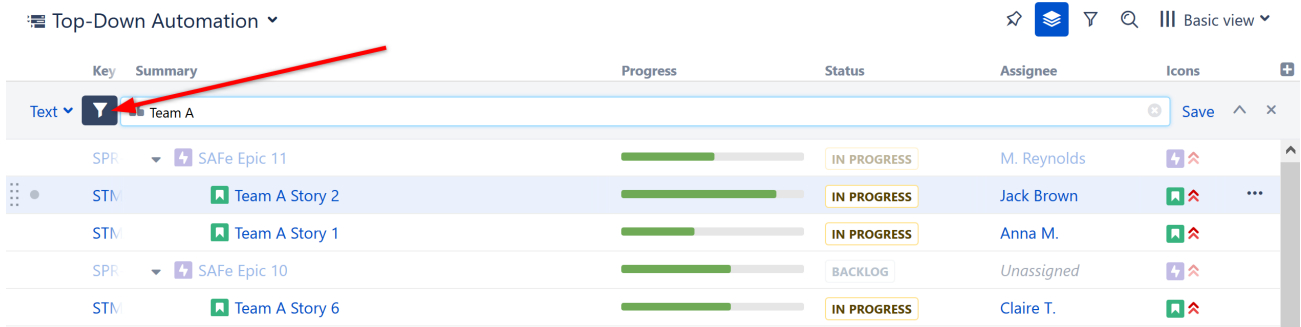 Top-Down Automation Basic view
Key Summary Progress Status Assignee Icons
Text Team A Save
SPR SAFe Epic 11 IN PROGRESS M. Reynolds
STM Team A Story 2 IN PROGRESS Jack Brown
STM Team A Story 1 IN PROGRESS Anna M.
SPR SAFe Epic 10 BACKLOG Unassigned
STM Team A Story 6 IN PROGRESS Claire T.